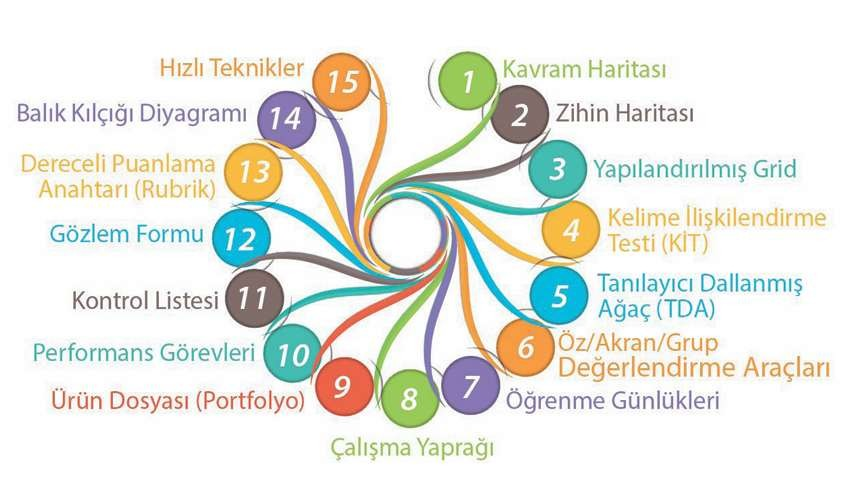 1 Kavram Haritası
2 Zihin Haritası
3 Yapılandırılmış Grid
4 Kelime İlişkilendirme
Testi (KİT)
5 Tanılayıcı Dallanmış
Ağaç (TDA)
6 Öz/Akran/Grup
Değerlendirme Araçları
7 Öğrenme Günlükleri
8 Çalışma Yaprağı
9 Ürün Dosyası (Portfolyo)
10 Performans Görevleri
11 Kontrol Listesi
12 Gözlem Formu
13 Dereceli Puanlama
Anahtarı (Rubrik)
14 Balık Kılçığı Diyagramı
15 Hızlı Teknikler